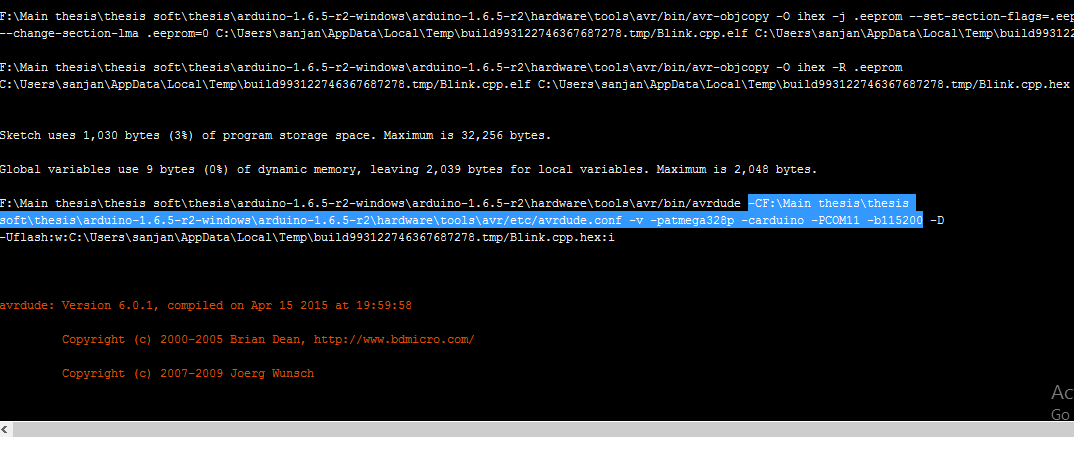 F:\Main thesis\thesis soft\thesis\arduino-1.6.5-r2-windows\arduino-1.6.5-r2\hardware\tools\avr/bin/avr-objcopy -O ihex -j .eeprom --set-section-flags=.eep
--change-section-lma .eeprom=0 C:\Users\sanjan\AppData\Local\Temp\build993122746367687278.tmp/Blink.cpp.elf C:\Users\sanjan\AppData\Local\Temp\build99312
F:\Main thesis\thesis soft\thesis\arduino-1.6.5-r2-windows\arduino-1.6.5-r2\hardware\tools\avr/bin/avr-objcopy -O ihex -R .eeprom
C:\Users\sanjan\AppData\Local\Temp\build993122746367687278.tmp/Blink.cpp.elf C:\Users\sanjan\AppData\Local\Temp\build993122746367687278.tmp/Blink.cpp.hex
Sketch uses 1,030 bytes (3%) of program storage space. Maximum is 32,256 bytes.
Global variables use 9 bytes (0%) of dynamic memory, leaving 2,039 bytes for local variables. Maximum is 2,048 bytes.
F:\Main thesis\thesis soft\thesis\arduino-1.6.5-r2-windows\arduino-1.6.5-r2\hardware\tools\avr/bin/avrdude -CF:\Main thesis\thesis
soft\thesis\arduino-1.6.5-r2-windows\arduino-1.6.5-r2\hardware\tools\avr/etc/avrdude.conf -v -patmega328p -carduino -PCOM11 -b115200 -D
-Uflash:w:C:\Users\sanjan\AppData\Local\Temp\build993122746367687278.tmp/Blink.cpp.hex:i
avrdude: Version 6.0.1, compiled on Apr 15 2015 at 19:59:58
Copyright (c) 2000-2005 Brian Dean, http://www.bdmicro.com/
Copyright (c) 2007-2009 Joerg Wunsch
Ac
Go